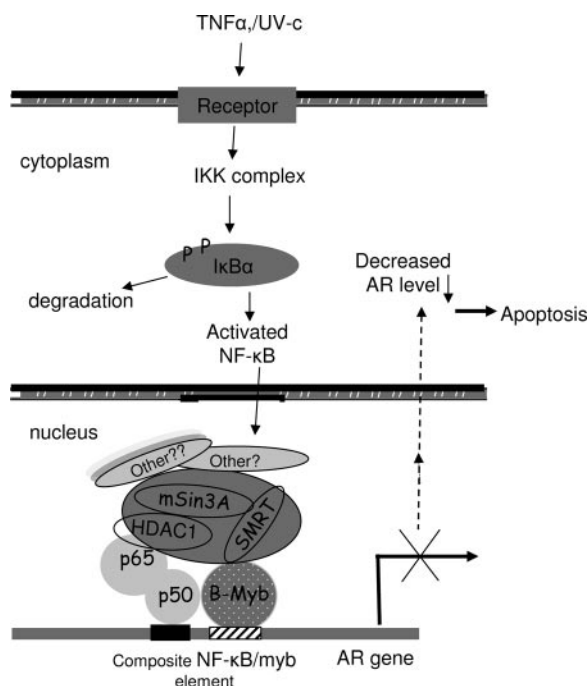 TNFα,/UV-c
Receptor
cytoplasm
IKK complex
P P
IκBα
degradation
Decreased
AR level
Apoptosis
Activated
NF-κB
nucleus
Other??
Other?
mSin3A
HDAC1
SMRT
p65
p50
B-Myb
Composite NF-κB/myb
element
AR gene